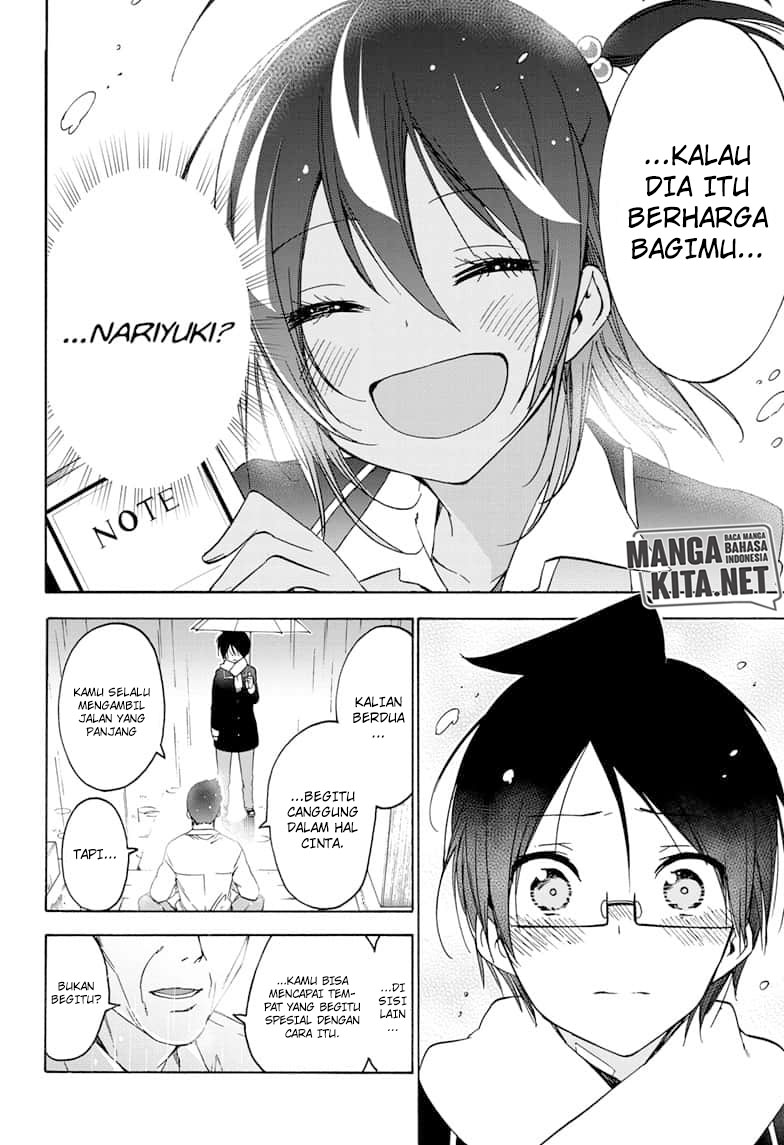 ...KALAU
DIA ITU
BERHARGA
BAGIMU...
...NARIYUKI?
NOTE
MANGA
KITA.NET
BACA MANGA
BAHASA
INDONESIA
KALIAN
BERDUA
...
...BEGITU
CANGGUNG
DALAM HAL
CINTA.
KAMU SELALU
MENGAMBIL
JALAN YANG
PANJANG
TAPI...
...DI
SISI
LAIN
...
...KAMU BISA
MENCAPAI TEM-
PAT YANG BEGITU
SPESIAL DENGAN
CARA ITU.
BUKAN
BEGITU?